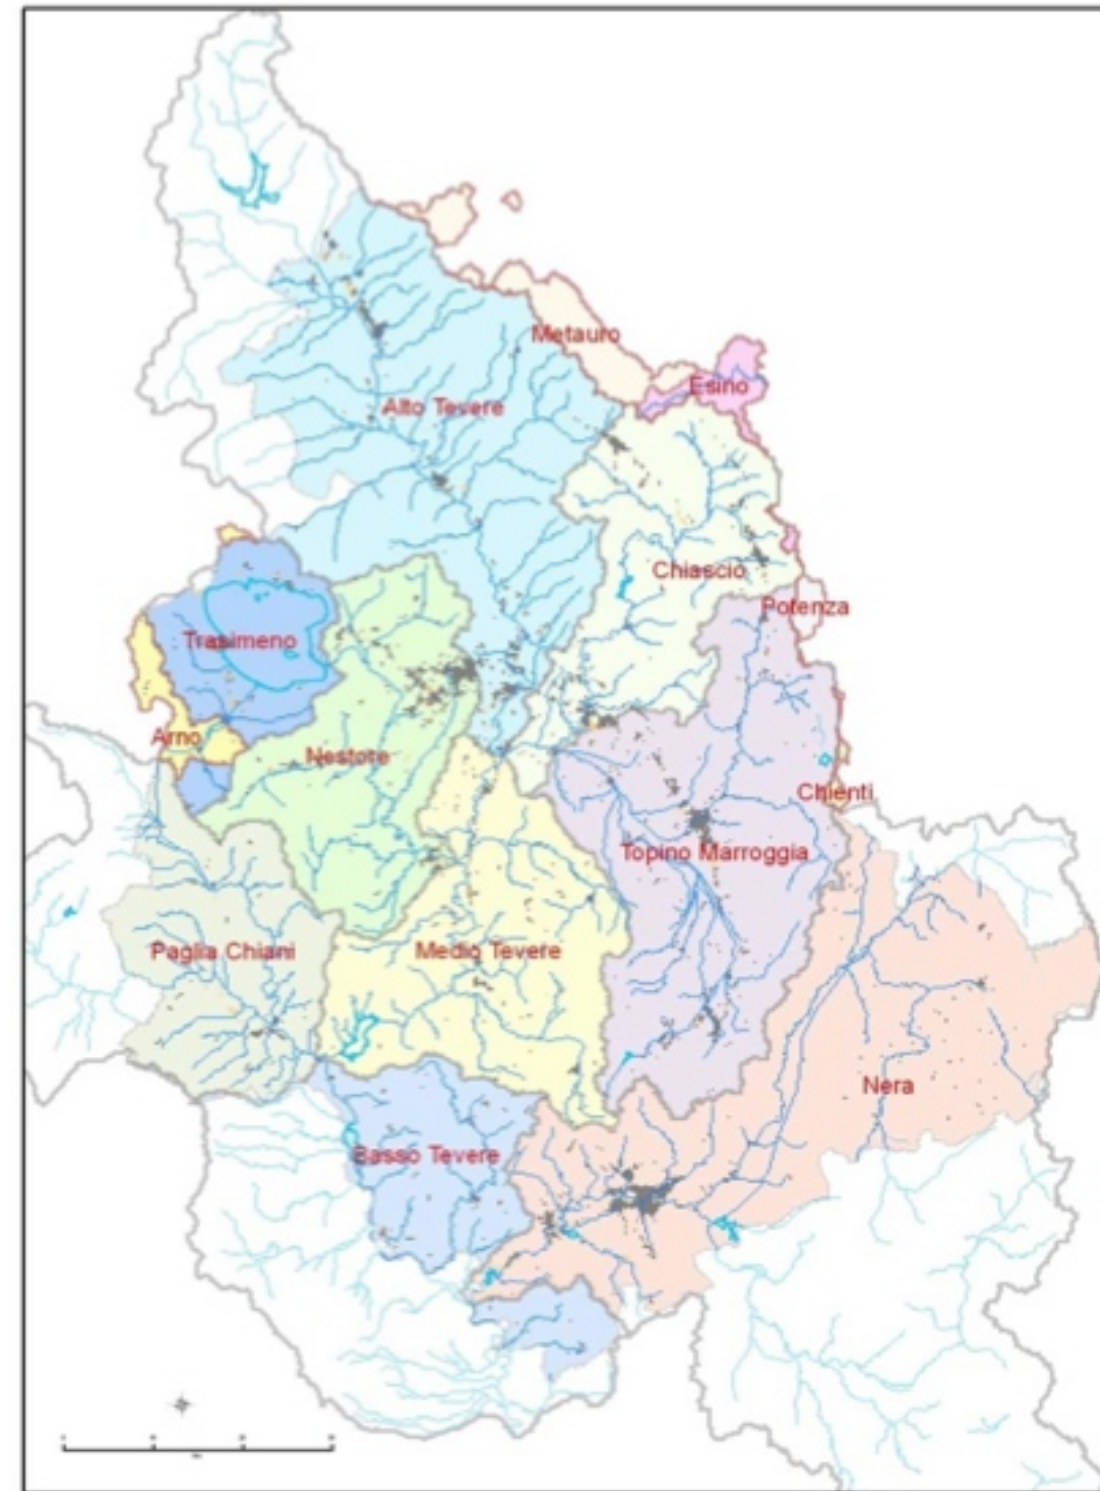 Metauro
Esino
Alto Tevere
Chiascio
Potenza
Trasimeno
Arno
Nestore
Chienti
Topino Marroggia
Paglia Chiani
Medio Tevere
Nera
Basso Tevere